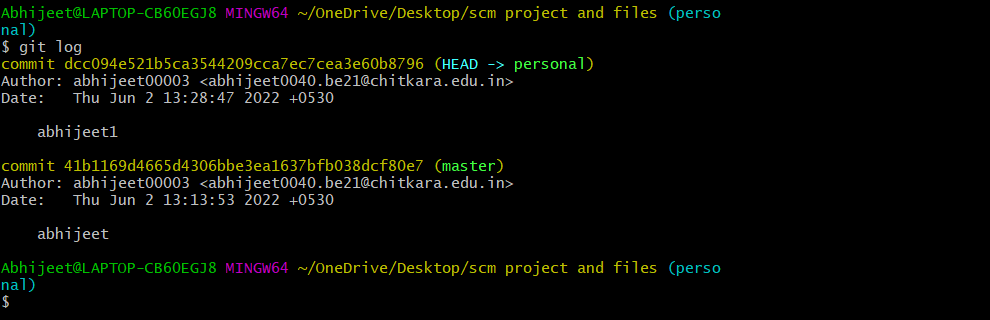 Abhijeet@LAPTOP-CB60EGJ8 MINGW64 ~/OneDrive/Desktop/scm project and files (perso
nal)
$ git log
commit dcc094e521b5ca3544209cca7ec7cea3e60b8796 (HEAD -> personal)
Author: abhijeet00003 <abhijeet0040.be21@chitkara.edu.in>
Date:   Thu Jun 2 13:28:47 2022 +0530
    abhijeet1
commit 41b1169d4665d4306bbe3ea1637bfb038dcf80e7 (master)
Author: abhijeet00003 <abhijeet0040.be21@chitkara.edu.in>
Date:   Thu Jun 2 13:13:53 2022 +0530
    abhijeet
Abhijeet@LAPTOP-CB60EGJ8 MINGW64 ~/OneDrive/Desktop/scm project and files (perso
nal)
$